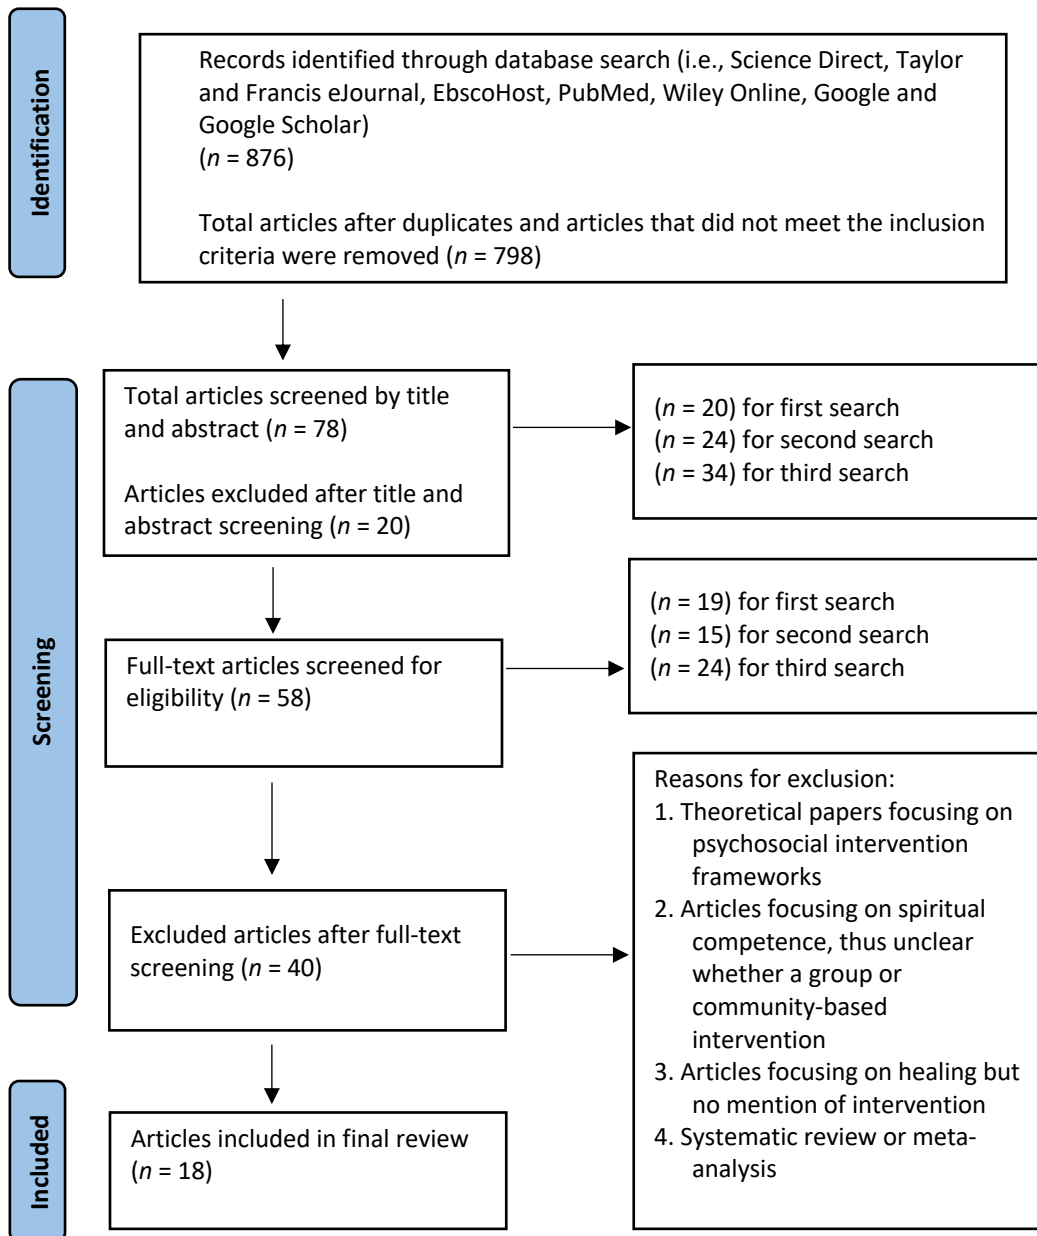 Identification
Records identified through database search (i.e., Science Direct, Taylor
and Francis eJournal, EbscoHost, PubMed, Wiley Online, Google and
Google Scholar)
(n = 876)
Total articles after duplicates and articles that did not meet the inclusion
criteria were removed (n = 798)
Screening
Total articles screened by title
and abstract (n = 78)
Articles excluded after title and
abstract screening (n = 20)
(n = 20) for first search
(n = 24) for second search
(n = 34) for third search
Full-text articles screened for
eligibility (n = 58)
(n = 19) for first search
(n = 15) for second search
(n = 24) for third search
Excluded articles after full-text
screening (n = 40)
Reasons for exclusion:
1. Theoretical papers focusing on
psychosocial intervention
frameworks
2. Articles focusing on spiritual
competence, thus unclear
whether a group or
community-based
intervention
3. Articles focusing on healing but
no mention of intervention
4. Systematic review or meta-
analysis
Included
Articles included in final review
(n = 18)